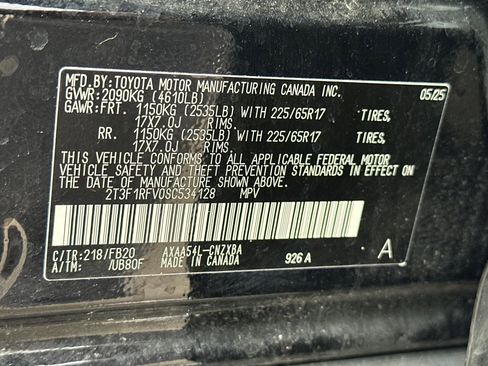 MFD.BY: TOYOTA MOTOR MANUFACTURING CANADA INC.
GVWR: 2090KG (4610LB) 05/25
GAWR: FRT. 1150KG (2535LB) WITH 225/65R17 TIRES,
17X7.0J RIMS.
RR. 1150KG (2535LB) WITH 225/65R17 TIRES,
17X7.0J RIMS.
THIS VEHICLE CONFORMS TO ALL APPLICABLE FEDERAL MOTOR
VEHICLE SAFETY AND THEFT PREVENTION STANDARDS IN EFFECT ON
THE DATE OF MANUFACTURE SHOWN ABOVE.
2T3F1RFV0SC534128 MPV
C/TR: 218/FB20 AXAA54L-CNZXBA A
A/TM: /UB80F MADE IN CANADA 926A